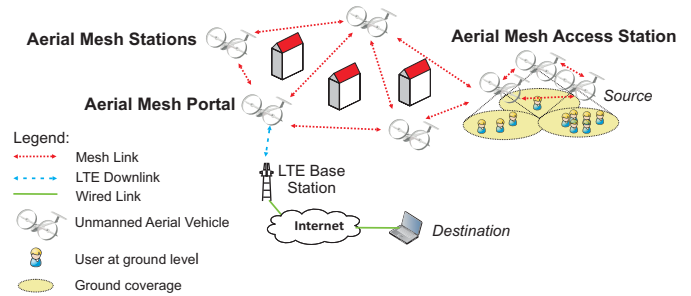 Aerial Mesh Stations
Aerial Mesh Access Station
Source
Aerial Mesh Portal
Legend:
Mesh Link
LTE Downlink
Wired Link
Unmanned Aerial Vehicle
User at ground level
Ground coverage
LTE Base
Station
Internet
Destination